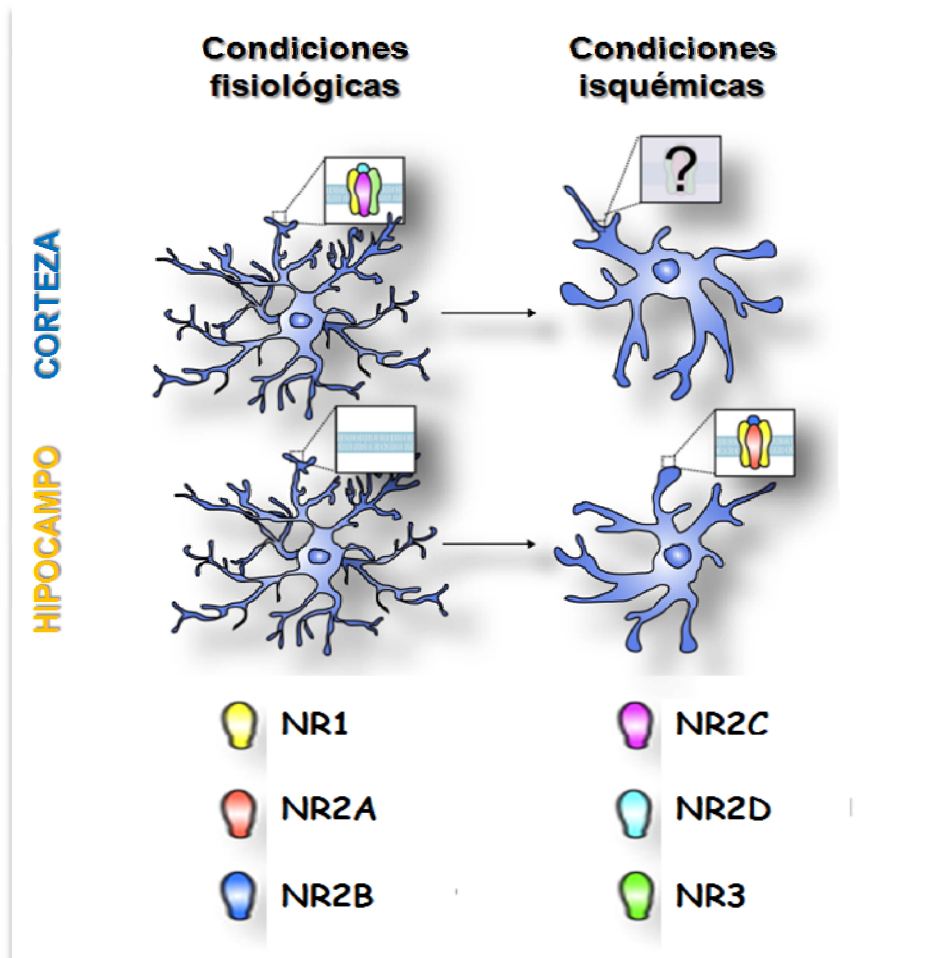 Condiciones
fisiológicas
Condiciones
isquémicas
CORTEZA
?
HIPOCAMPO
NR1
NR2C
NR2A
NR2D
NR2B
NR3